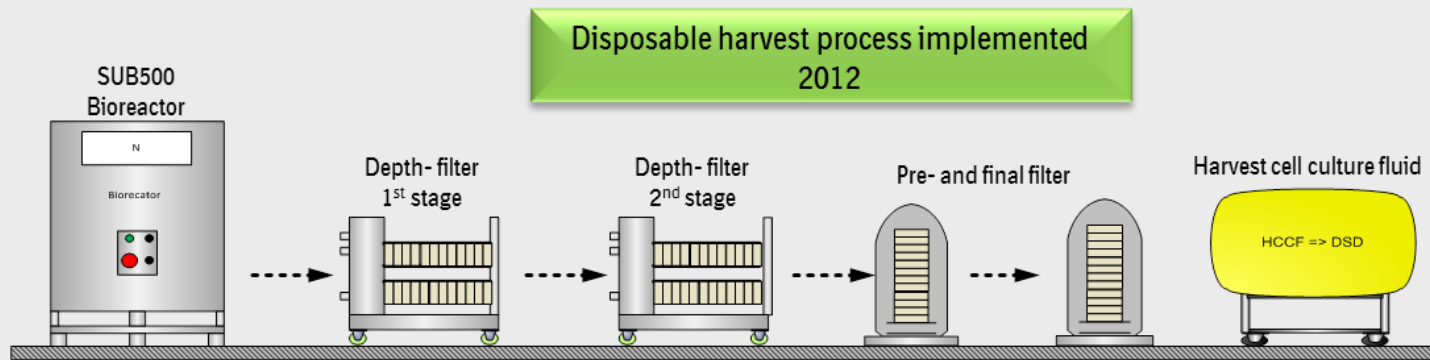 Disposable harvest process implemented
2012
SUB500
Bioreactor
N
Biorecator
Depth- filter
1st stage
Depth- filter
2nd stage
Pre- and final filter
Harvest cell culture fluid
HCCF => DSD